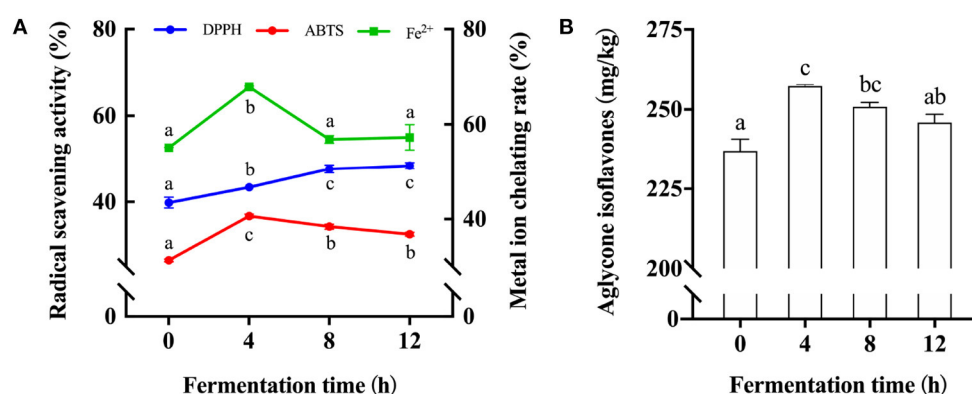 A
DPPH ABTS Fe²⁺
Radical scavening activity (%)
80
60
40
0
a
b
a
a
a
b
c
c
a
c
b
b
80
60
40
0
Metal ion chelating rate (%)
0 4 8 12
Fermentation time (h)
B
Aglycone isoflavones (mg/kg)
275
250
225
200
0
a
c
bc
ab
0 4 8 12
Fermentation time (h)